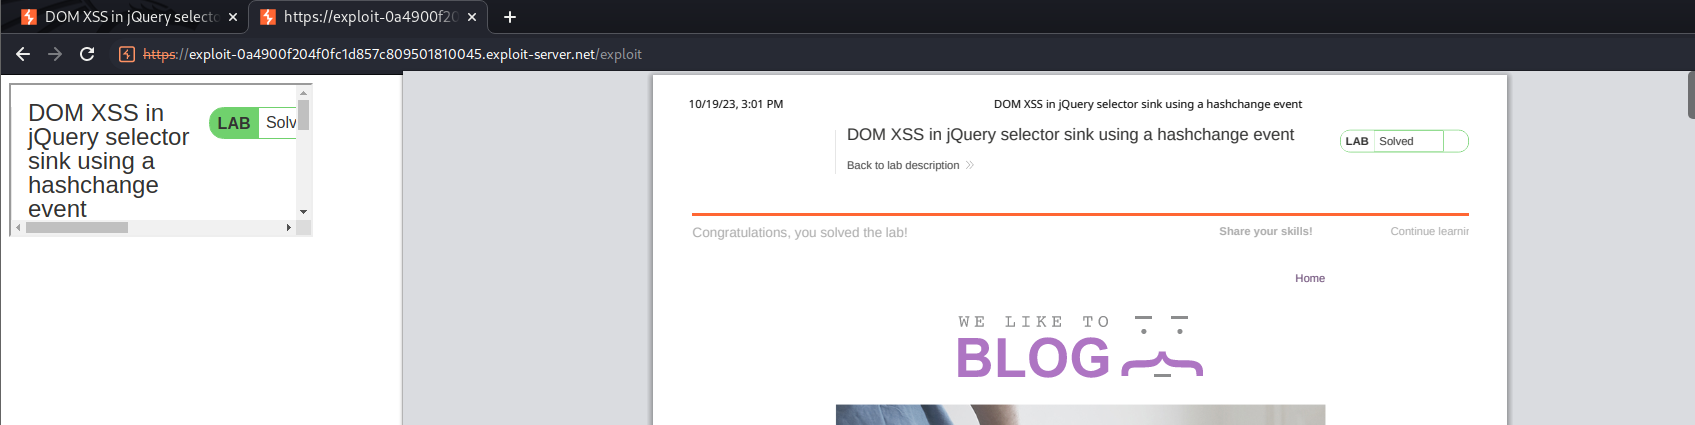 DOM XSS in jQuery selecto
https://exploit-0a4900f20
https://exploit-0a4900f204f0fc1d857c809501810045.exploit-server.net/exploit
DOM XSS in
jQuery selector
sink using a
hashchange
event
LAB Solv
10/19/23, 3:01 PM
DOM XSS in jQuery selector sink using a hashchange event
DOM XSS in jQuery selector sink using a hashchange event
LAB Solved
Back to lab description
Congratulations, you solved the lab!
Share your skills!
Continue learnin
Home
WE LIKE TO
BLOG